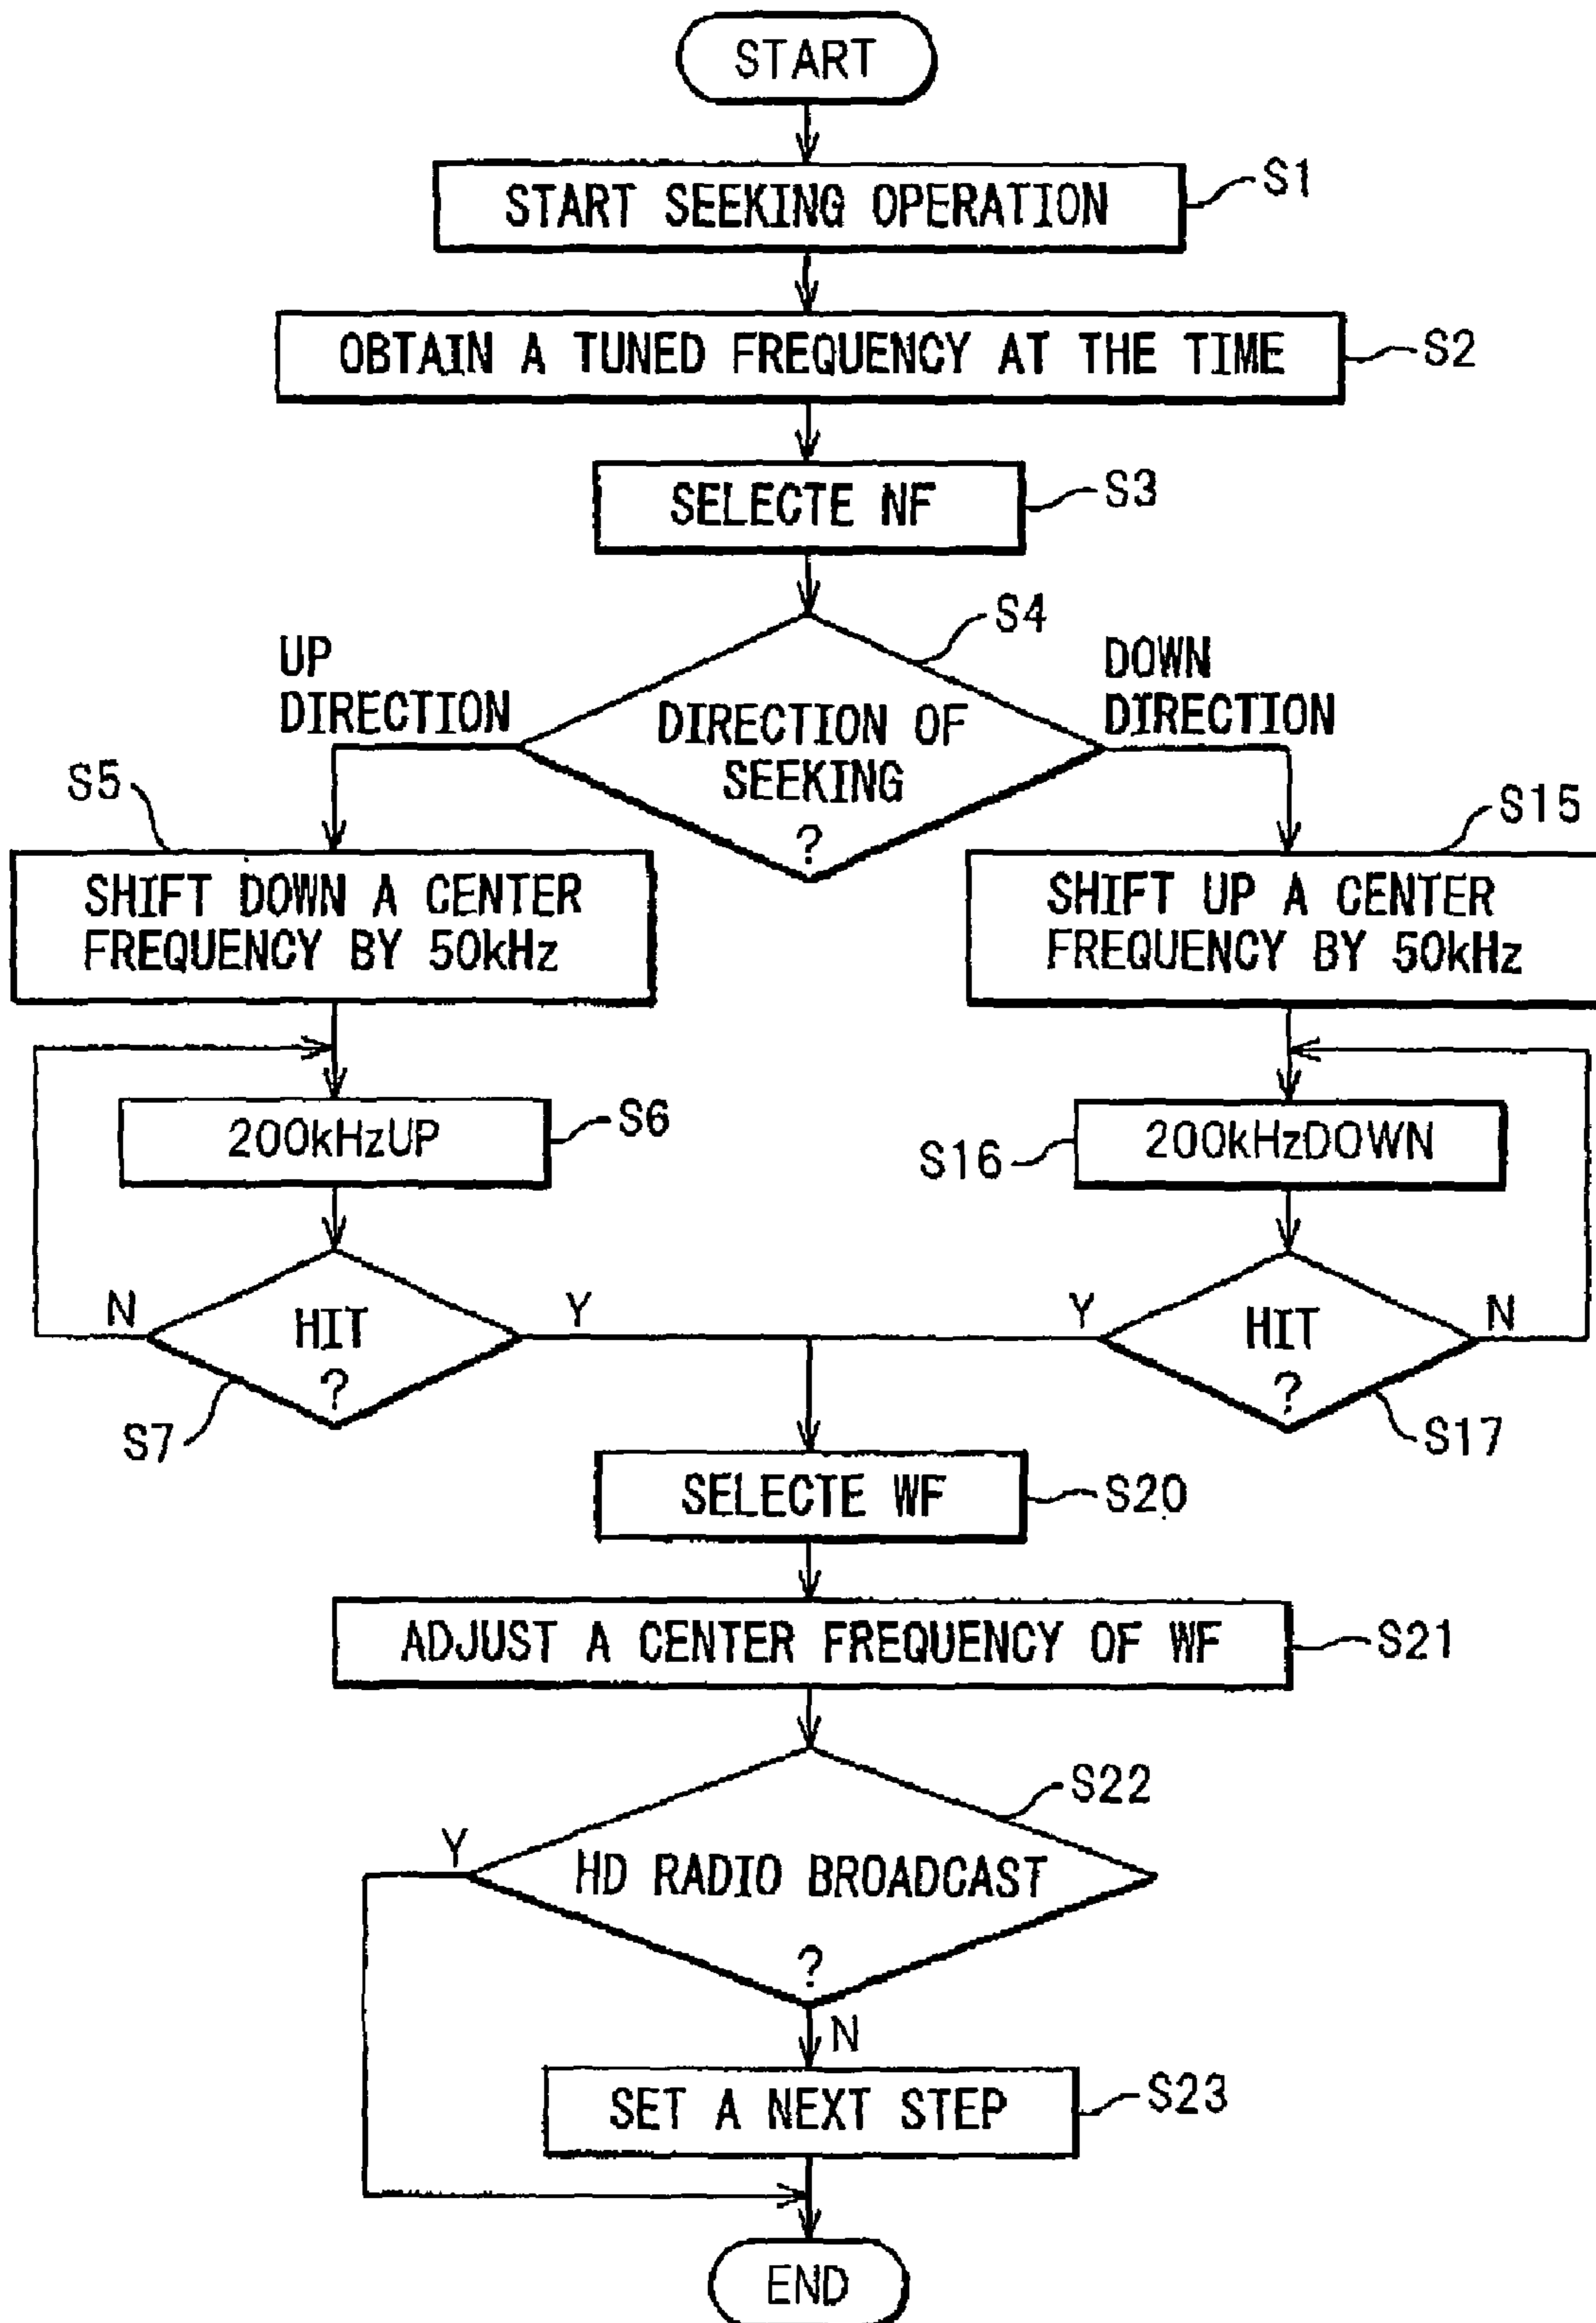 START
START SEEKING OPERATION
S1
OBTAIN A TUNED FREQUENCY AT THE TIME
S2
SELECTE NF
S3
S4
UP
DIRECTION
DIRECTION OF
SEEKING
?
DOWN
DIRECTION
S5
SHIFT DOWN A CENTER
FREQUENCY BY 50kHz
S15
SHIFT UP A CENTER
FREQUENCY BY 50kHz
200kHzUP
S6
S16
200kHzDOWN
N
HIT
?
Y
S7
Y
HIT
?
N
S17
SELECTE WF
S20
ADJUST A CENTER FREQUENCY OF WF
S21
S22
Y
HD RADIO BROADCAST
?
N
SET A NEXT STEP
S23
END